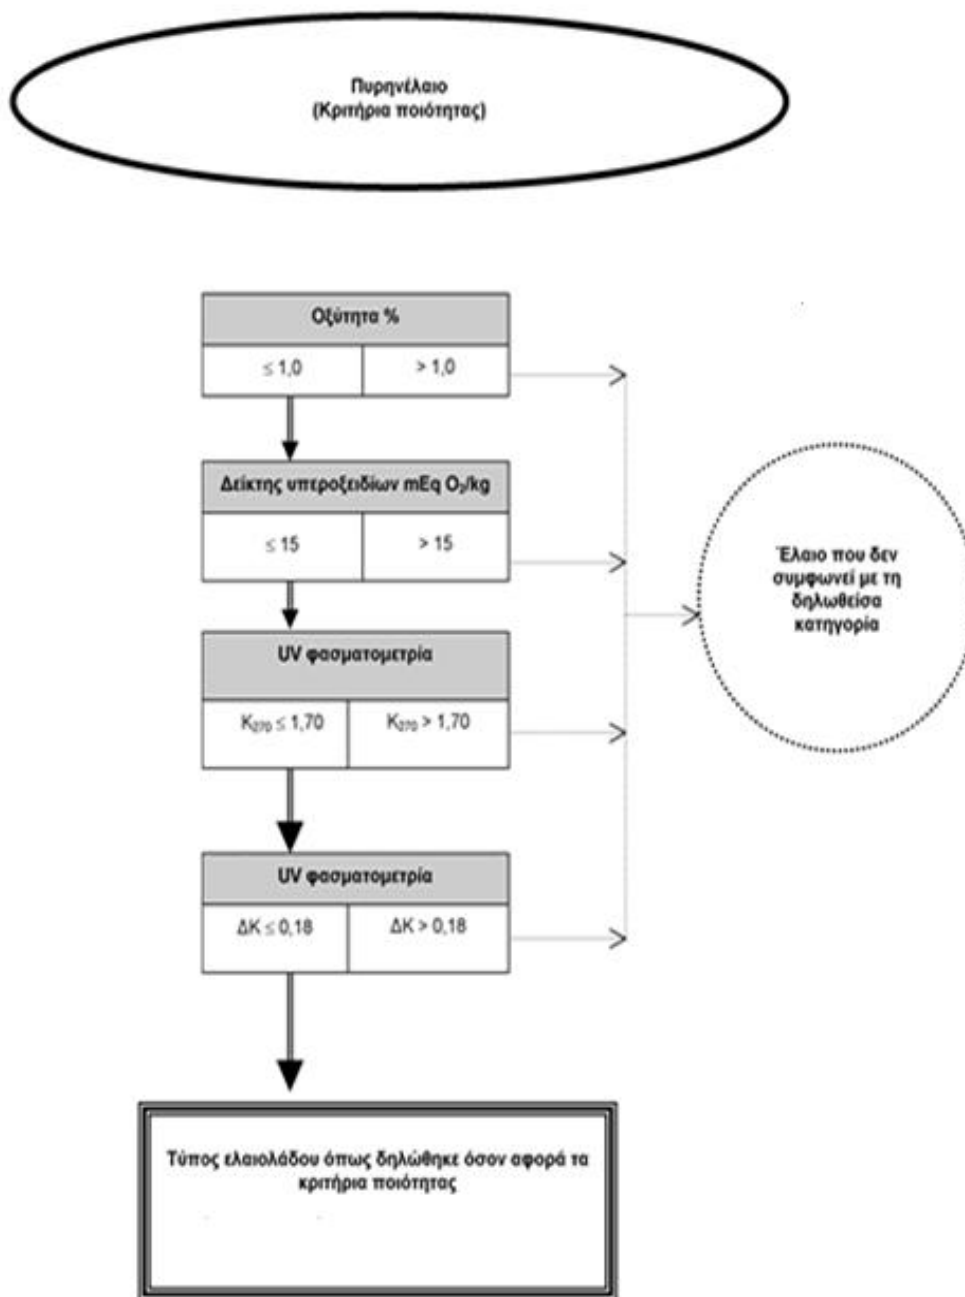 Πυρηνέλαιο
(Κριτήρια ποιότητας)
Οξύτητα %
≤ 1,0 > 1,0
Δείκτης υπεροξειδίων mEq O₂/kg
≤ 15 > 15
UV φασματομετρία
K₂₇₀ ≤ 1,70 K₂₇₀ > 1,70
UV φασματομετρία
ΔΚ ≤ 0,18 ΔΚ > 0,18
Έλαιο που δεν
συμφωνεί με τη
δηλωθείσα
κατηγορία
Τύπος ελαιολάδου όπως δηλώθηκε όσον αφορά τα
κριτήρια ποιότητας